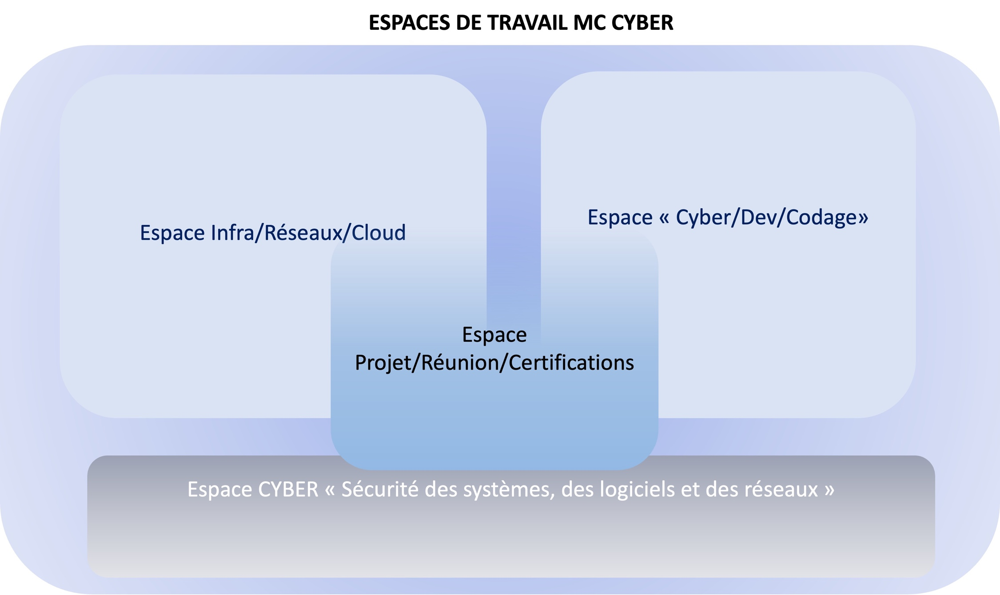 ESPACES DE TRAVAIL MC CYBER
Espace Infra/Réseaux/Cloud
Espace « Cyber/Dev/Codage»
Espace
Projet/Réunion/Certifications
Espace CYBER « Sécurité des systèmes, des logiciels et des réseaux »